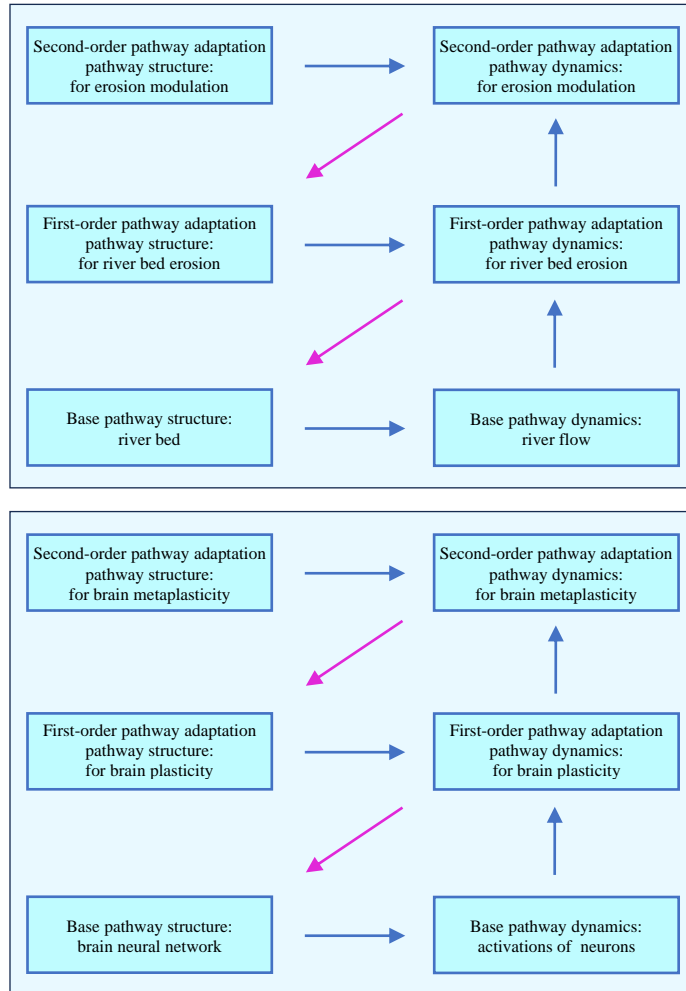 Second-order pathway adaptation
pathway structure:
for erosion modulation
Second-order pathway adaptation
pathway dynamics:
for erosion modulation
First-order pathway adaptation
pathway structure:
for river bed erosion
First-order pathway adaptation
pathway dynamics:
for river bed erosion
Base pathway structure:
river bed
Base pathway dynamics:
river flow
Second-order pathway adaptation
pathway structure:
for brain metaplasticity
Second-order pathway adaptation
pathway dynamics:
for brain metaplasticity
First-order pathway adaptation
pathway structure:
for brain plasticity
First-order pathway adaptation
pathway dynamics:
for brain plasticity
Base pathway structure:
brain neural network
Base pathway dynamics:
activations of neurons